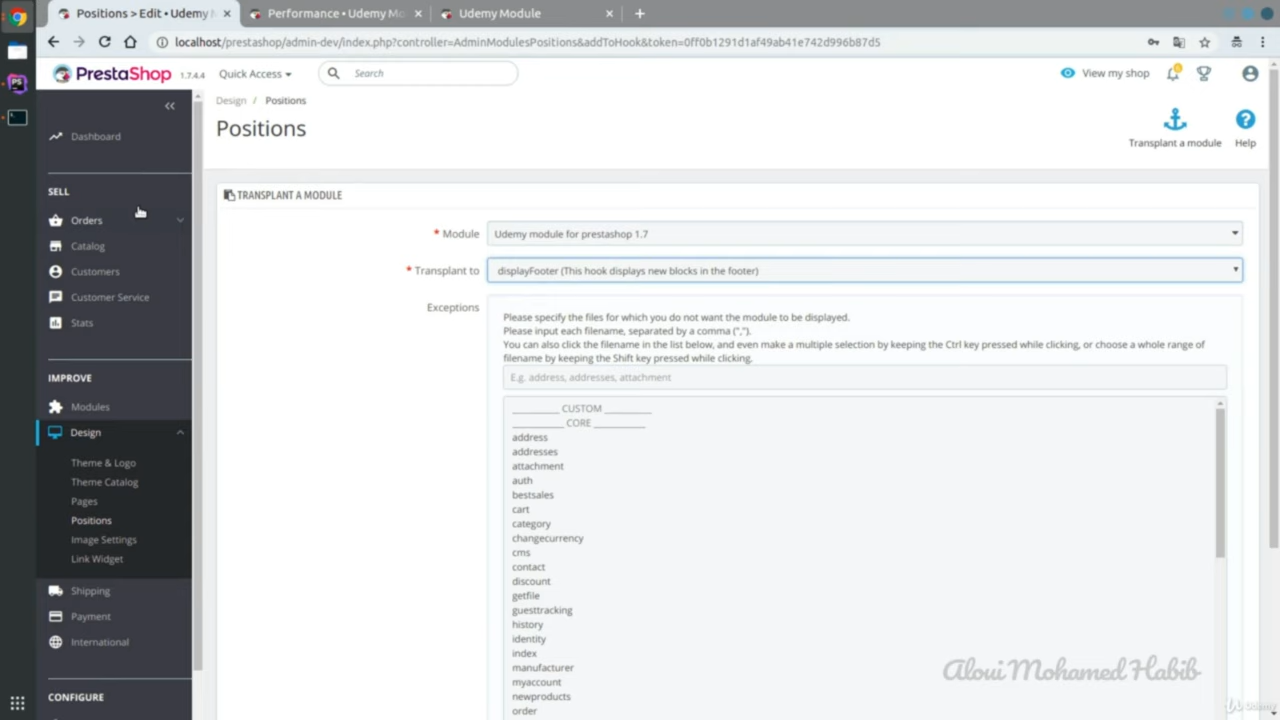 Positions > Edit • Udemy M
Performance • Udemy Mo
Udemy Module
localhost/prestashop/admin-dev/index.php?controller=AdminModulesPositions&addToHook&token=0ff0b1291d1af49ab41e742d996b87d5
PrestaShop 1.7.4.4
Quick Access
Search
View my shop
Design / Positions
Positions
Transplant a module
Help
Dashboard
SELL
Orders
Catalog
Customers
Customer Service
Stats
IMPROVE
Modules
Design
Theme & Logo
Theme Catalog
Pages
Positions
Image Settings
Link Widget
Shipping
Payment
International
CONFIGURE
TRANSPLANT A MODULE
* Module
Udemy module for prestashop 1.7
* Transplant to
displayFooter (This hook displays new blocks in the footer)
Exceptions
Please specify the files for which you do not want the module to be displayed.
Please input each filename, separated by a comma (",").
You can also click the filename in the list below, and even make a multiple selection by keeping the Ctrl key pressed while clicking, or choose a whole range of
filename by keeping the Shift key pressed while clicking.
E.g. address, addresses, attachment
___________ CUSTOM ___________
____________ CORE ____________
address
addresses
attachment
auth
bestsales
cart
category
changecurrency
cms
contact
discount
getfile
guesttracking
history
identity
index
manufacturer
myaccount
newproducts
order
Aloui Mohamed Habib
Udemy